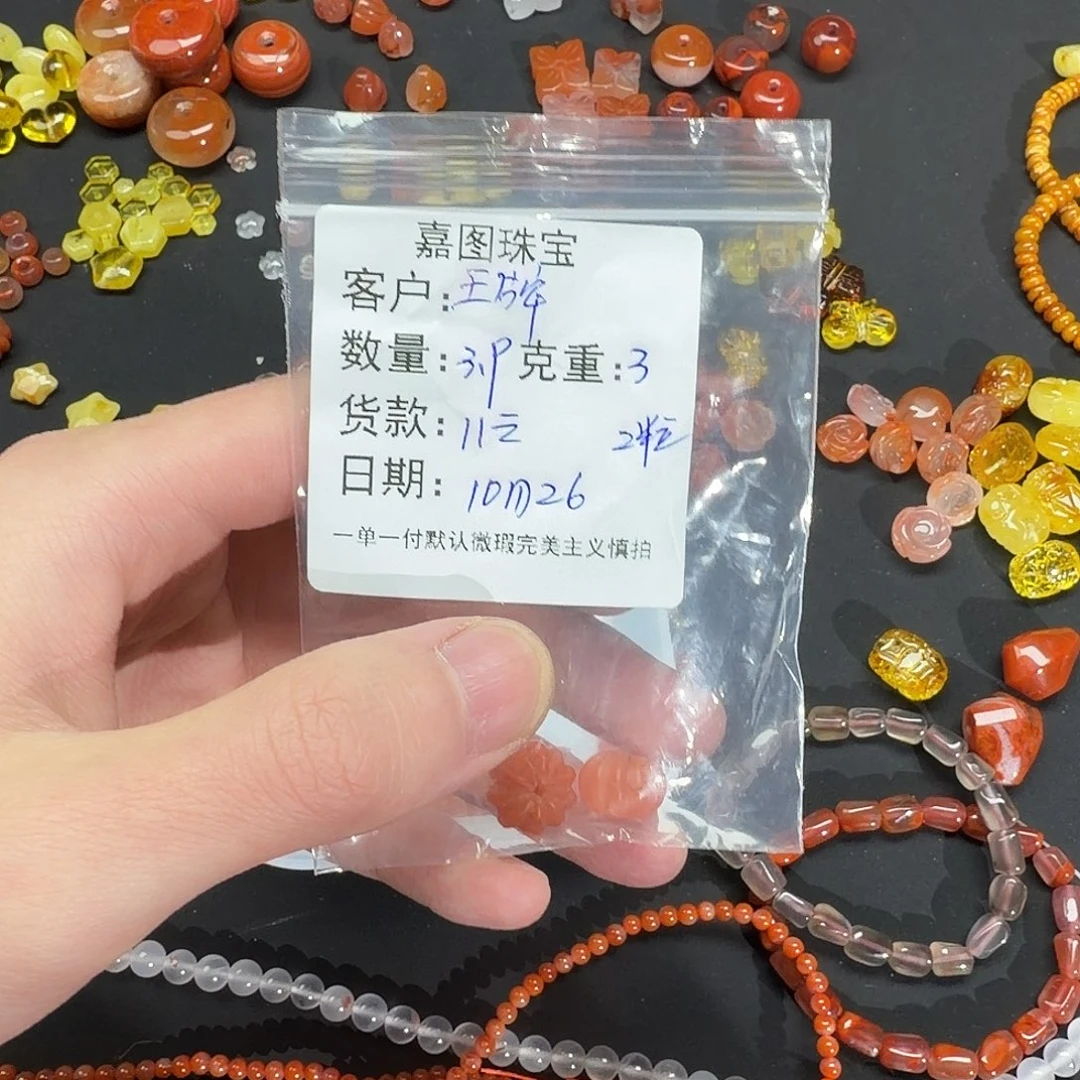 嘉图珠宝
客户:王
数量: 克重:3
货款:11元 2粒
日期:10月26
一单一付默认微瑕完美主义慎拍